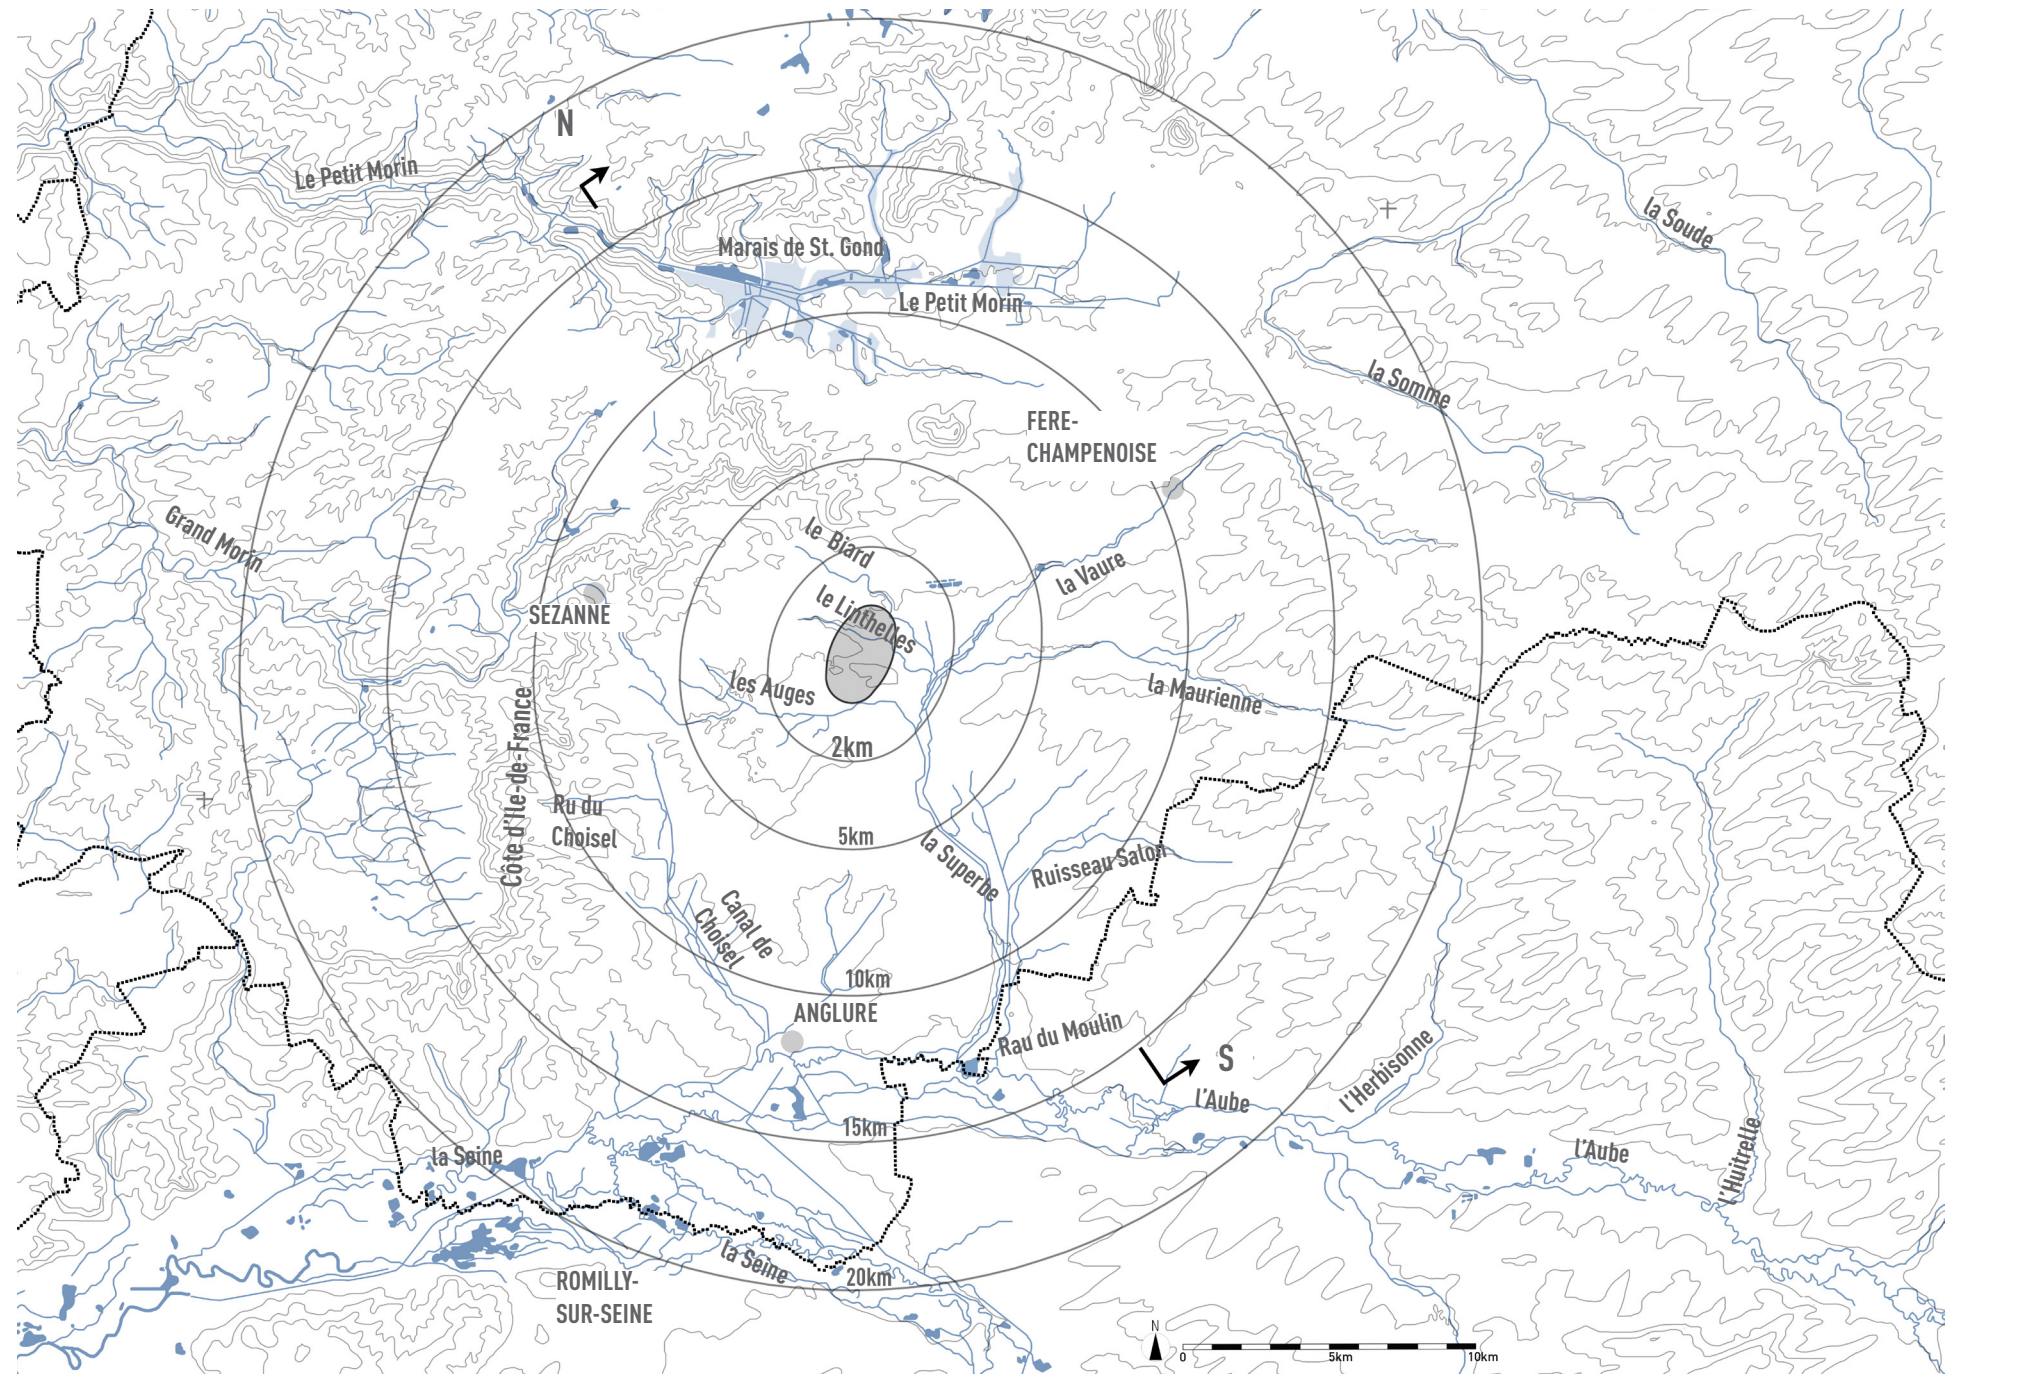 N
Le Petit Morin
la Soude
Marais de St. Gond
Le Petit Morin
la Somme
FERE-
CHAMPENOISE
Grand Morin
le Biard
la Vaure
le Linthelles
SEZANNE
les Auges
la Maurienne
2km
Côte d'Ile-de-France
Ru du
Choisel
5km
la Superbe
Ruisseau Salon
Canal de
Choisel
10km
ANGLURE
Rau du Moulin
S
l'Herbisonne
l'Aube
15km
la Seine
l'Aube
l'Huitrelle
la Seine
20km
ROMILLY-
SUR-SEINE
N
0 5km 10km